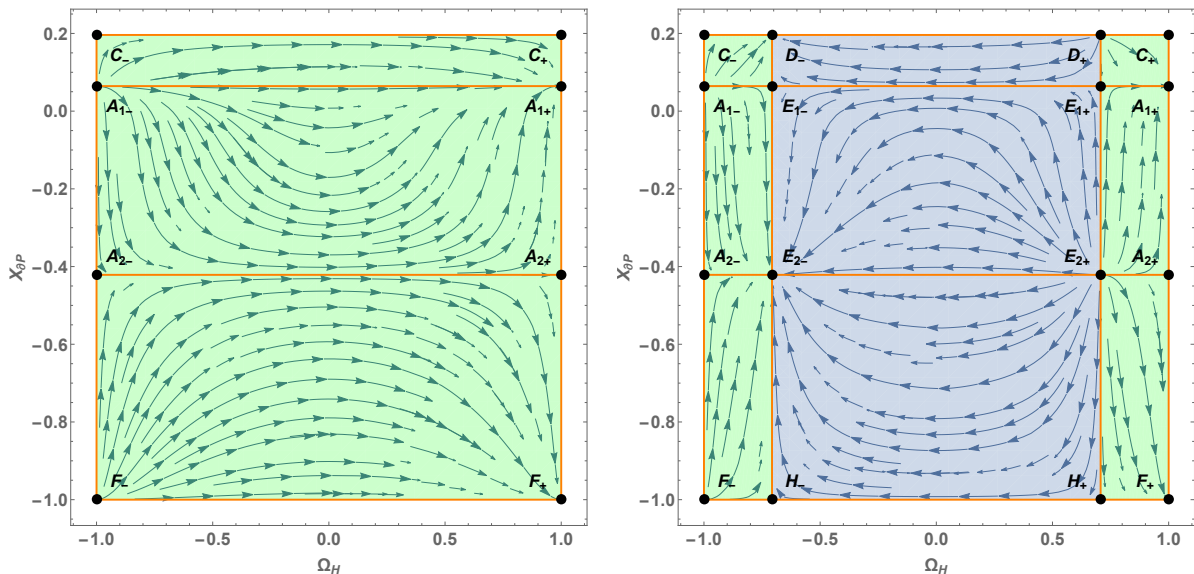 0.2
0.0
−0.2
−0.4
−0.6
−0.8
−1.0
X∂P
C₋
C₊
A₁₋
A₁₊
A₂₋
A₂₊
F₋
F₊
−1.0 −0.5 0.0 0.5 1.0
Ω_H
0.2
0.0
−0.2
−0.4
−0.6
−0.8
−1.0
X∂P
C₋ D₋ D₊ C₊
A₁₋ E₁₋ E₁₊ A₁₊
A₂₋ E₂₋ E₂₊ A₂₊
F₋ H₋ H₊ F₊
−1.0 −0.5 0.0 0.5 1.0
Ω_H